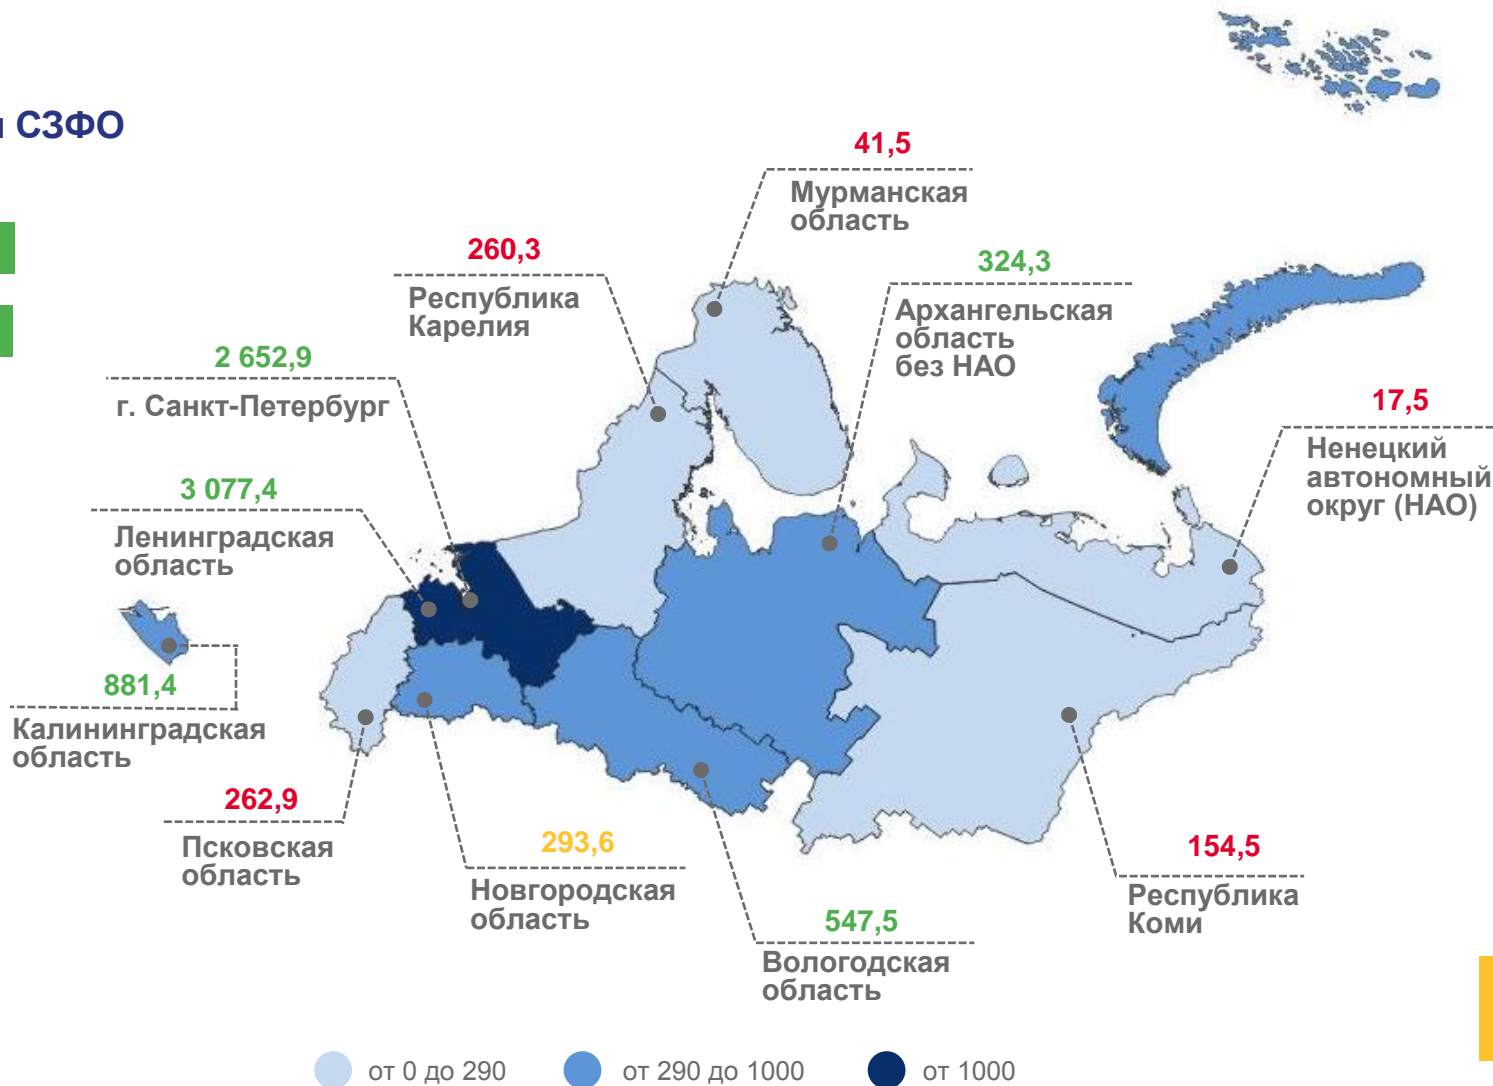 СЗФО
41,5
Мурманская
область
260,3
Республика
Карелия
324,3
Архангельская
область
без НАО
2 652,9
г. Санкт-Петербург
17,5
Ненецкий
автономный
округ (НАО)
3 077,4
Ленинградская
область
881,4
Калининградская
область
262,9
Псковская
область
293,6
Новгородская
область
547,5
Вологодская
область
154,5
Республика
Коми
от 0 до 290
от 290 до 1000
от 1000